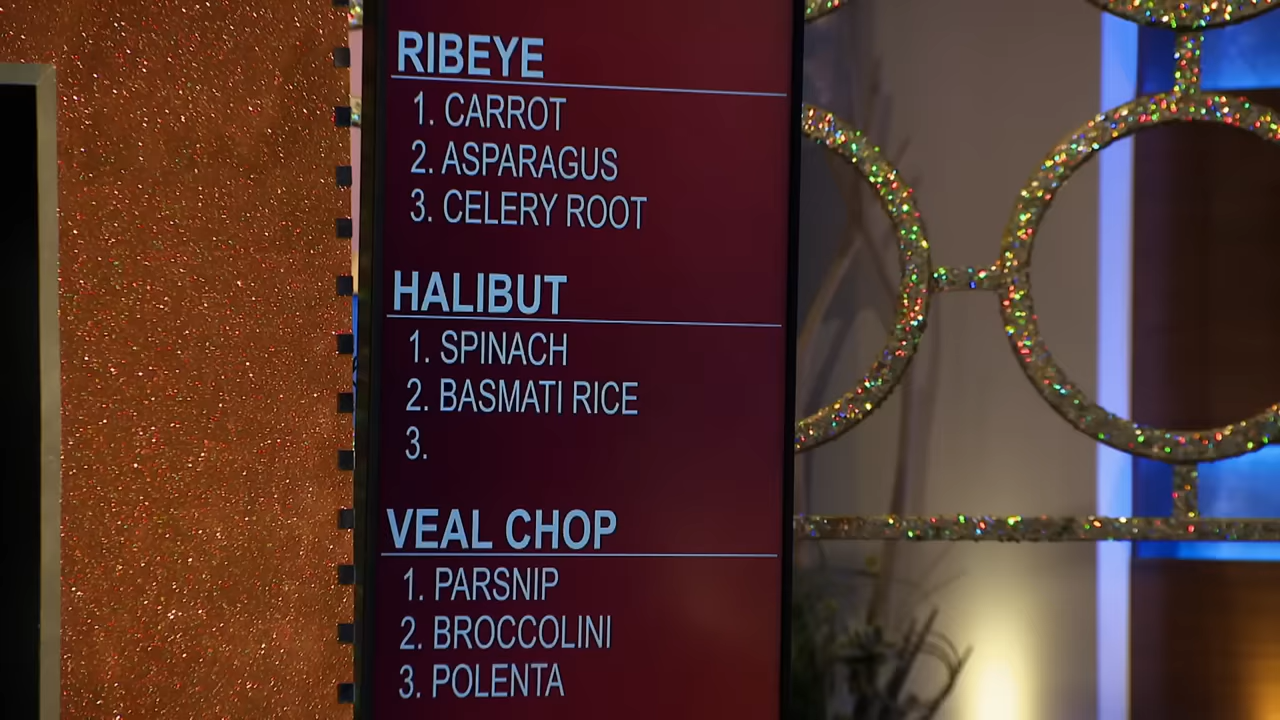 RIBEYE
1. CARROT
2. ASPARAGUS
3. CELERY ROOT
HALIBUT
1. SPINACH
2. BASMATI RICE
3.
VEAL CHOP
1. PARSNIP
2. BROCCOLINI
3. POLENTA